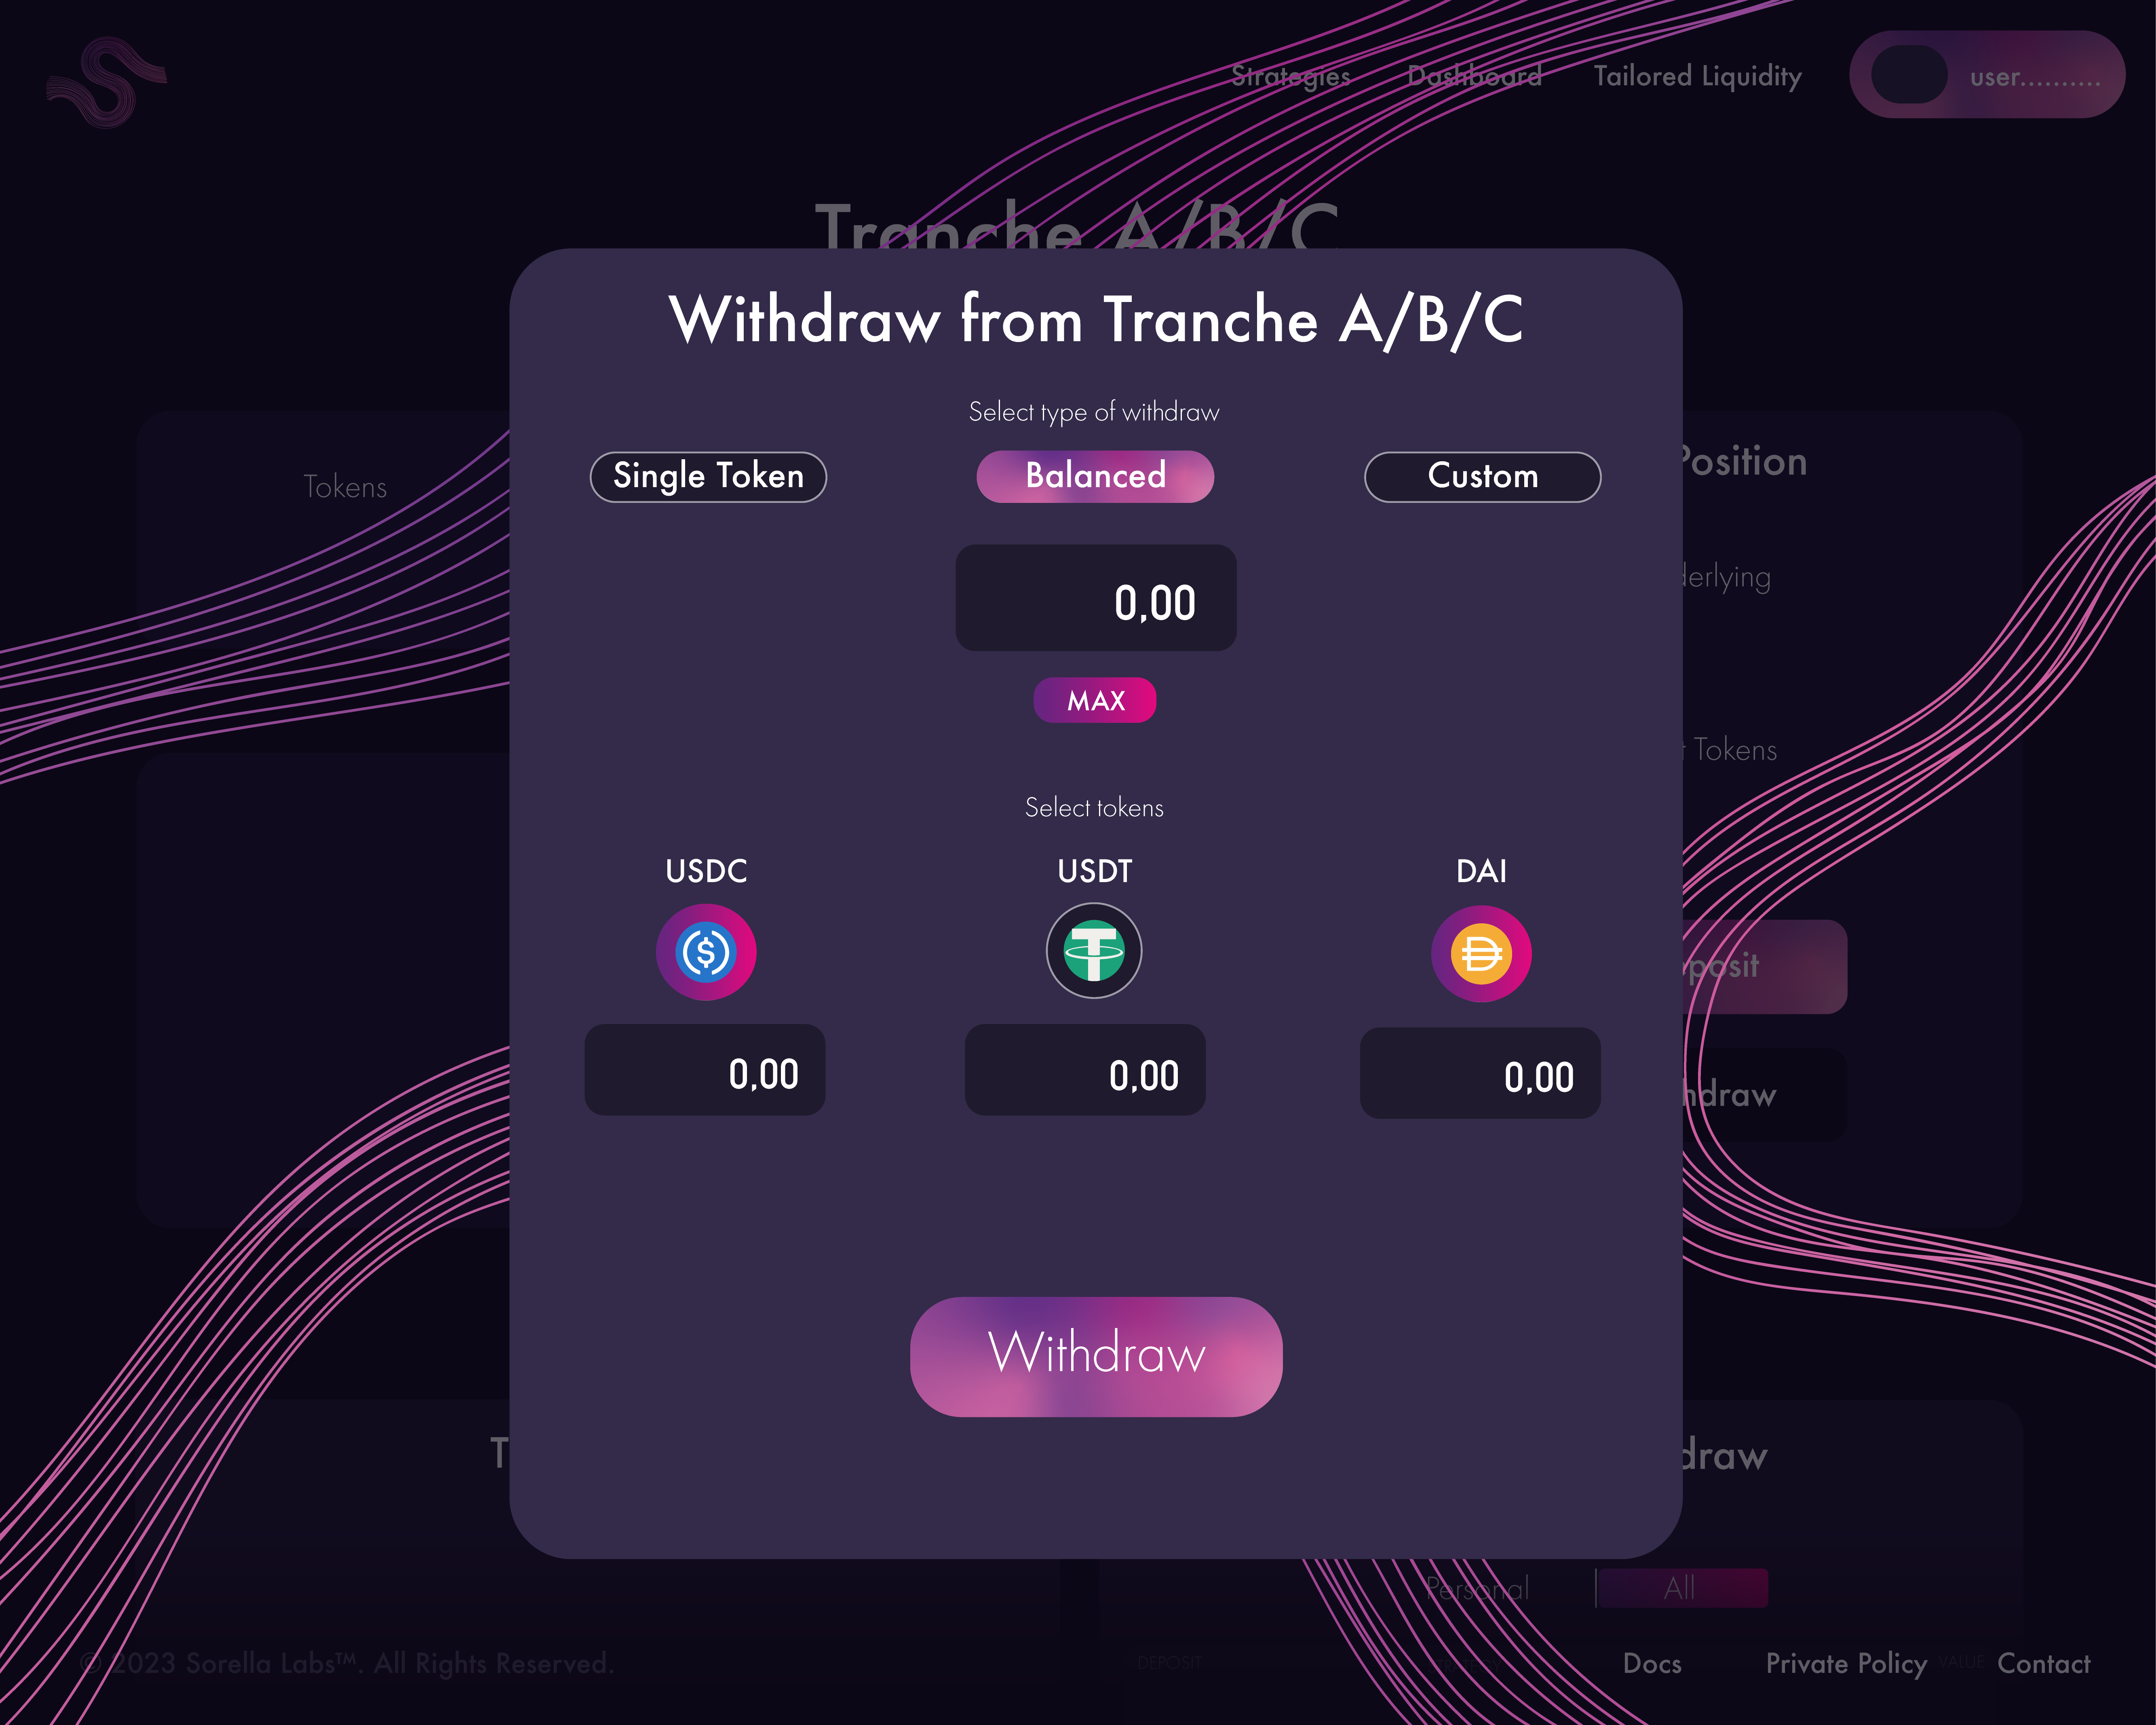 Strategies Dashboard Tailored Liquidity user..........
Tranche A/B/C
Withdraw from Tranche A/B/C
Select type of withdraw
Single Token Balanced Custom
Tokens
Position
0,00
derlying
MAX
Tokens
Select tokens
USDC USDT DAI
posit
0,00 0,00 0,00
hdraw
Withdraw
T
draw
Personal All
© 2023 Sorella Labs™. All Rights Reserved.
DEPOSIT
Docs Private Policy VALUE Contact